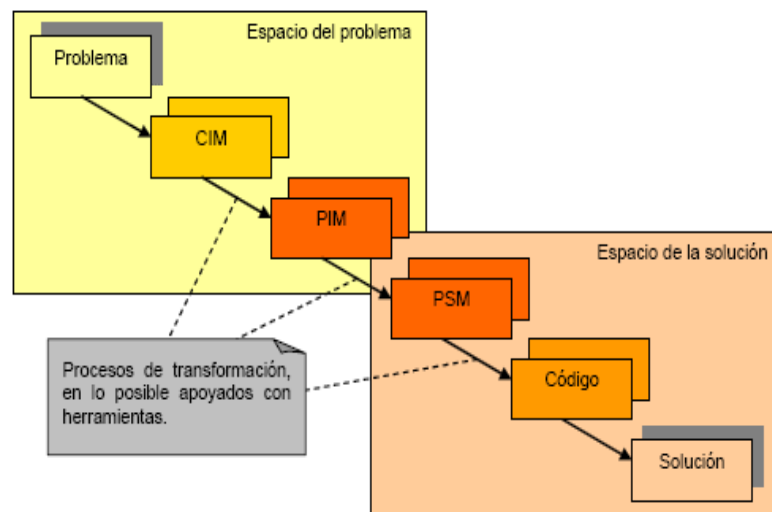 Espacio del problema
Problema
CIM
PIM
Espacio de la solución
PSM
Procesos de transformación,
en lo posible apoyados con
herramientas.
Código
Solución